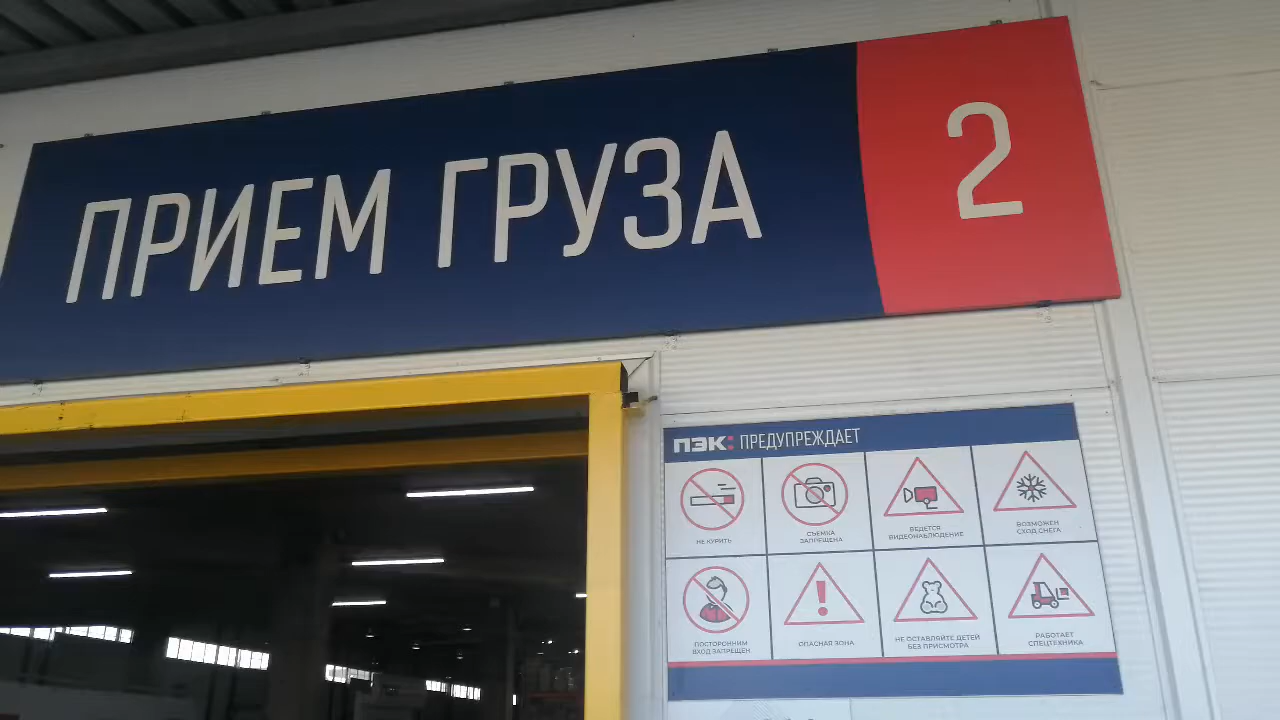 ПРИЕМ ГРУЗА 2
ПЭК: ПРЕДУПРЕЖДАЕТ
НЕ КУРИТЬ
СЪЕМКА
ЗАПРЕЩЕНА
ВЕДЕТСЯ
ВИДЕОНАБЛЮДЕНИЕ
ВОЗМОЖЕН
СХОД СНЕГА
ПОСТОРОННИМ
ВХОД ЗАПРЕЩЕН
ОПАСНАЯ ЗОНА
НЕ ОСТАВЛЯЙТЕ ДЕТЕЙ
БЕЗ ПРИСМОТРА
РАБОТАЕТ
СПЕЦТЕХНИКА